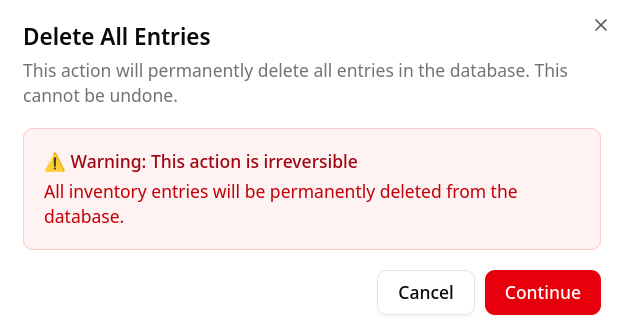 Delete All Entries
This action will permanently delete all entries in the database. This
cannot be undone.
⚠️ Warning: This action is irreversible
All inventory entries will be permanently deleted from the
database.
Cancel
Continue